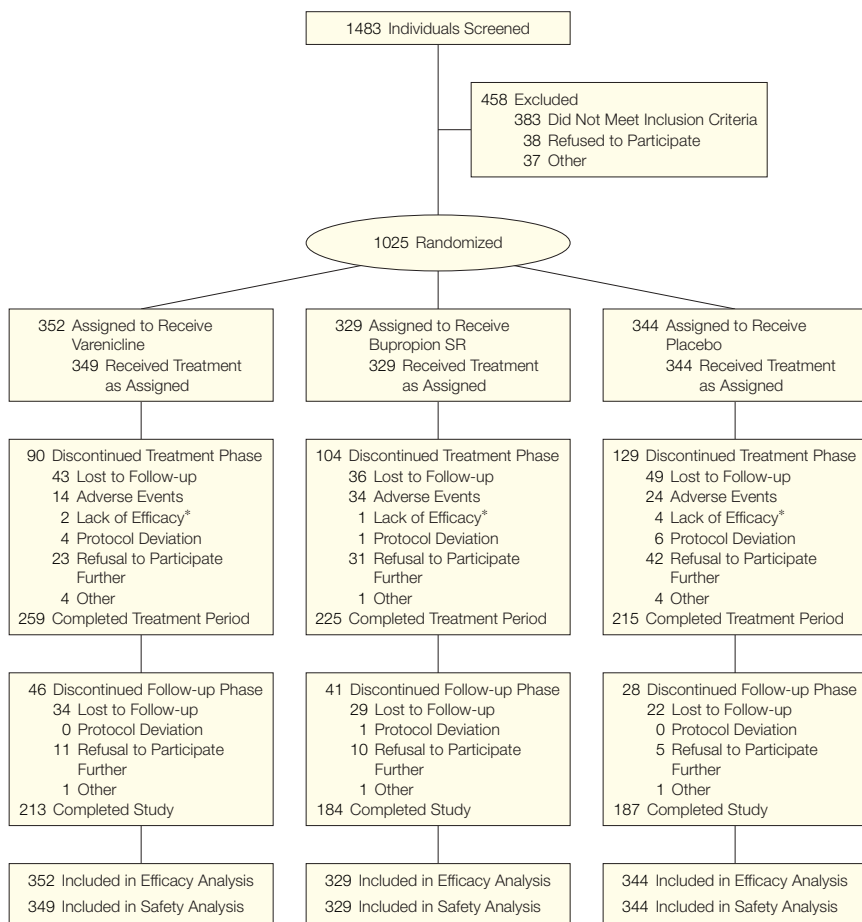 1483 Individuals Screened
458 Excluded
383 Did Not Meet Inclusion Criteria
38 Refused to Participate
37 Other
1025 Randomized
352 Assigned to Receive
Varenicline
349 Received Treatment
as Assigned
329 Assigned to Receive
Bupropion SR
329 Received Treatment
as Assigned
344 Assigned to Receive
Placebo
344 Received Treatment
as Assigned
90 Discontinued Treatment Phase
43 Lost to Follow-up
14 Adverse Events
2 Lack of Efficacy*
4 Protocol Deviation
23 Refusal to Participate
Further
4 Other
259 Completed Treatment Period
104 Discontinued Treatment Phase
36 Lost to Follow-up
34 Adverse Events
1 Lack of Efficacy*
1 Protocol Deviation
31 Refusal to Participate
Further
1 Other
225 Completed Treatment Period
129 Discontinued Treatment Phase
49 Lost to Follow-up
24 Adverse Events
4 Lack of Efficacy*
6 Protocol Deviation
42 Refusal to Participate
Further
4 Other
215 Completed Treatment Period
46 Discontinued Follow-up Phase
34 Lost to Follow-up
0 Protocol Deviation
11 Refusal to Participate
Further
1 Other
213 Completed Study
41 Discontinued Follow-up Phase
29 Lost to Follow-up
1 Protocol Deviation
10 Refusal to Participate
Further
1 Other
184 Completed Study
28 Discontinued Follow-up Phase
22 Lost to Follow-up
0 Protocol Deviation
5 Refusal to Participate
Further
1 Other
187 Completed Study
352 Included in Efficacy Analysis
349 Included in Safety Analysis
329 Included in Efficacy Analysis
329 Included in Safety Analysis
344 Included in Efficacy Analysis
344 Included in Safety Analysis